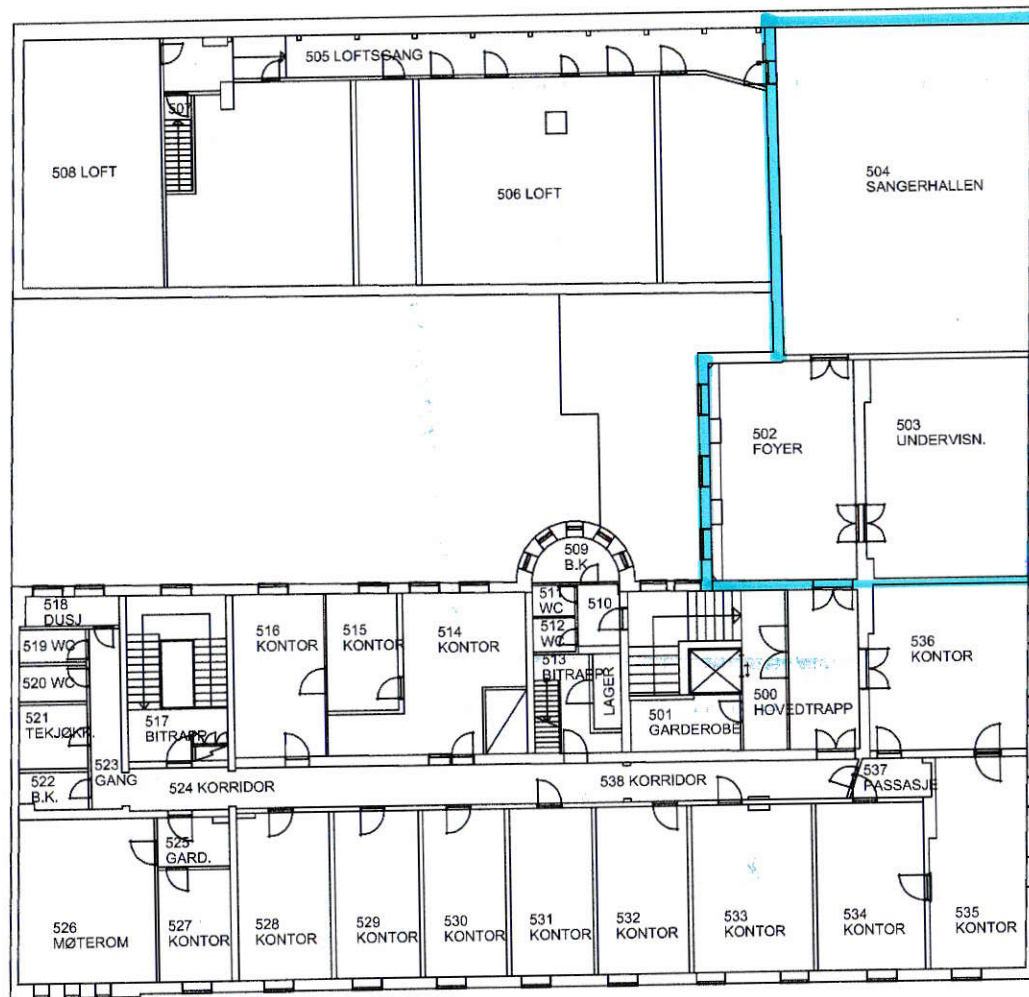 505 LOFTSGANG
507
508 LOFT
506 LOFT
504
SANGERHALLEN
502
FOYER
503
UNDERVISN.
509
B.K
518
DUSJ
511
WC
510
519 WC
512
WC
516
KONTOR
515
KONTOR
514
KONTOR
536
KONTOR
520 WC
513
BITRAPP
LAGER
521
TEKJØKK.
517
BITRAPP
501
GARDEROBE
500
HOVEDTRAPP
523
GANG
522
B.K.
524 KORRIDOR
538 KORRIDOR
537
PASSASJE
525
GARD.
526
MØTEROM
527
KONTOR
528
KONTOR
529
KONTOR
530
KONTOR
531
KONTOR
532
KONTOR
533
KONTOR
534
KONTOR
535
KONTOR